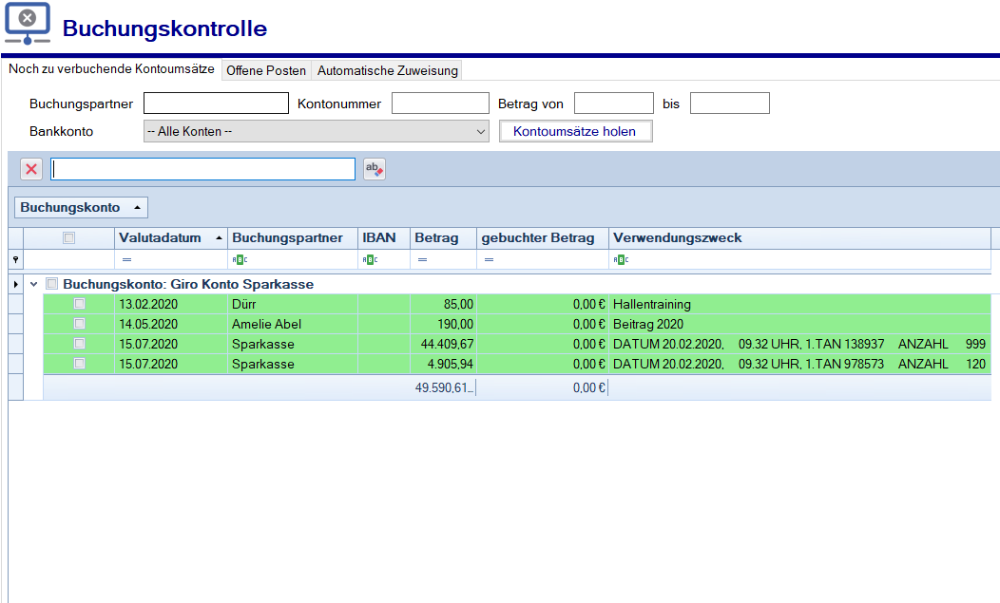 Buchungskontrolle
Noch zu verbuchende Kontoumsätze Offene Posten Automatische Zuweisung
Buchungspartner Kontonummer Betrag von bis
Bankkonto -- Alle Konten -- Kontoumsätze holen
ab
Buchungskonto
Valutadatum Buchungspartner IBAN Betrag gebuchter Betrag Verwendungszweck
= ABC ABC = = ABC
Buchungskonto: Giro Konto Sparkasse
13.02.2020 Dürr 85,00 0,00 € Hallentraining
14.05.2020 Amelie Abel 190,00 0,00 € Beitrag 2020
15.07.2020 Sparkasse 44.409,67 0,00 € DATUM 20.02.2020, 09.32 UHR, 1.TAN 138937 ANZAHL 999
15.07.2020 Sparkasse 4.905,94 0,00 € DATUM 20.02.2020, 09.32 UHR, 1.TAN 978573 ANZAHL 120
49.590,61... 0,00 €